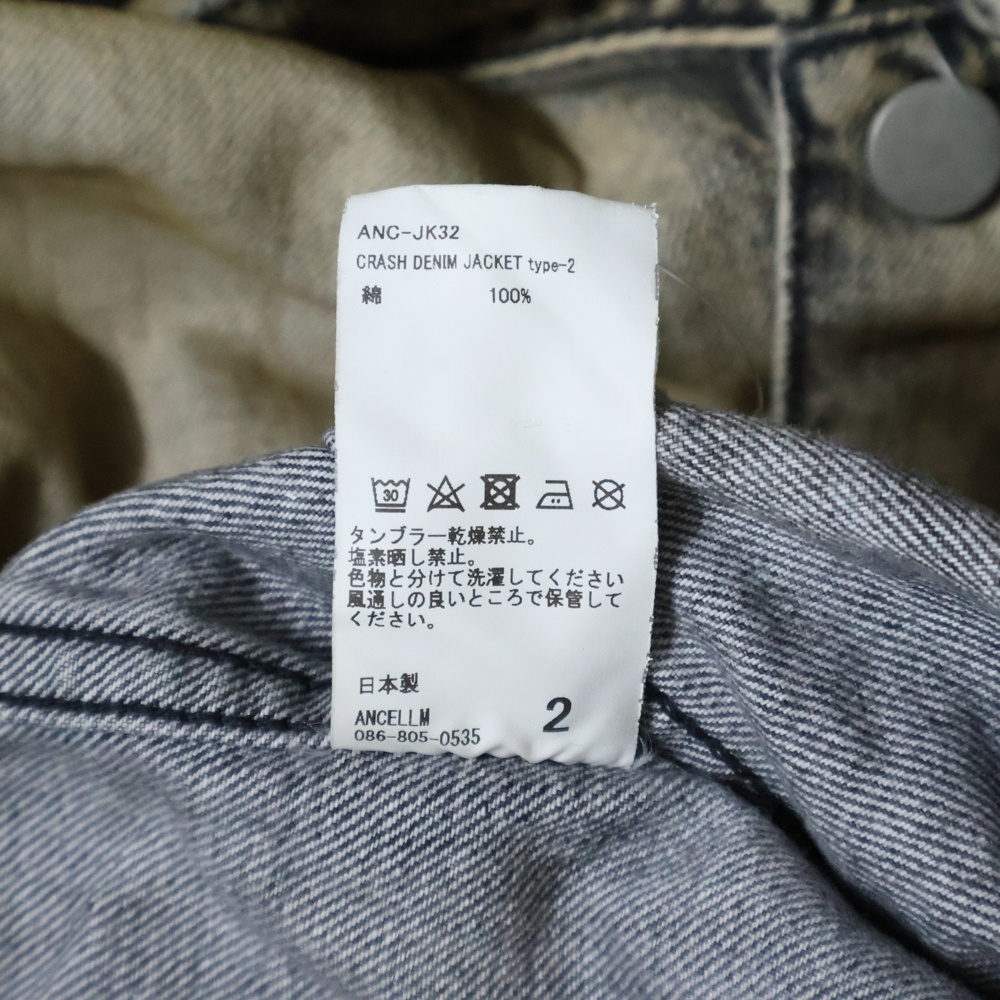 ANC-JK32
CRASH DENIM JACKET type-2
綿 100%
30
タンブラー乾燥禁止。
塩素晒し禁止。
色物と分けて洗濯してください
風通しの良いところで保管して
ください。
日本製
ANCELLM 2
086-805-0535